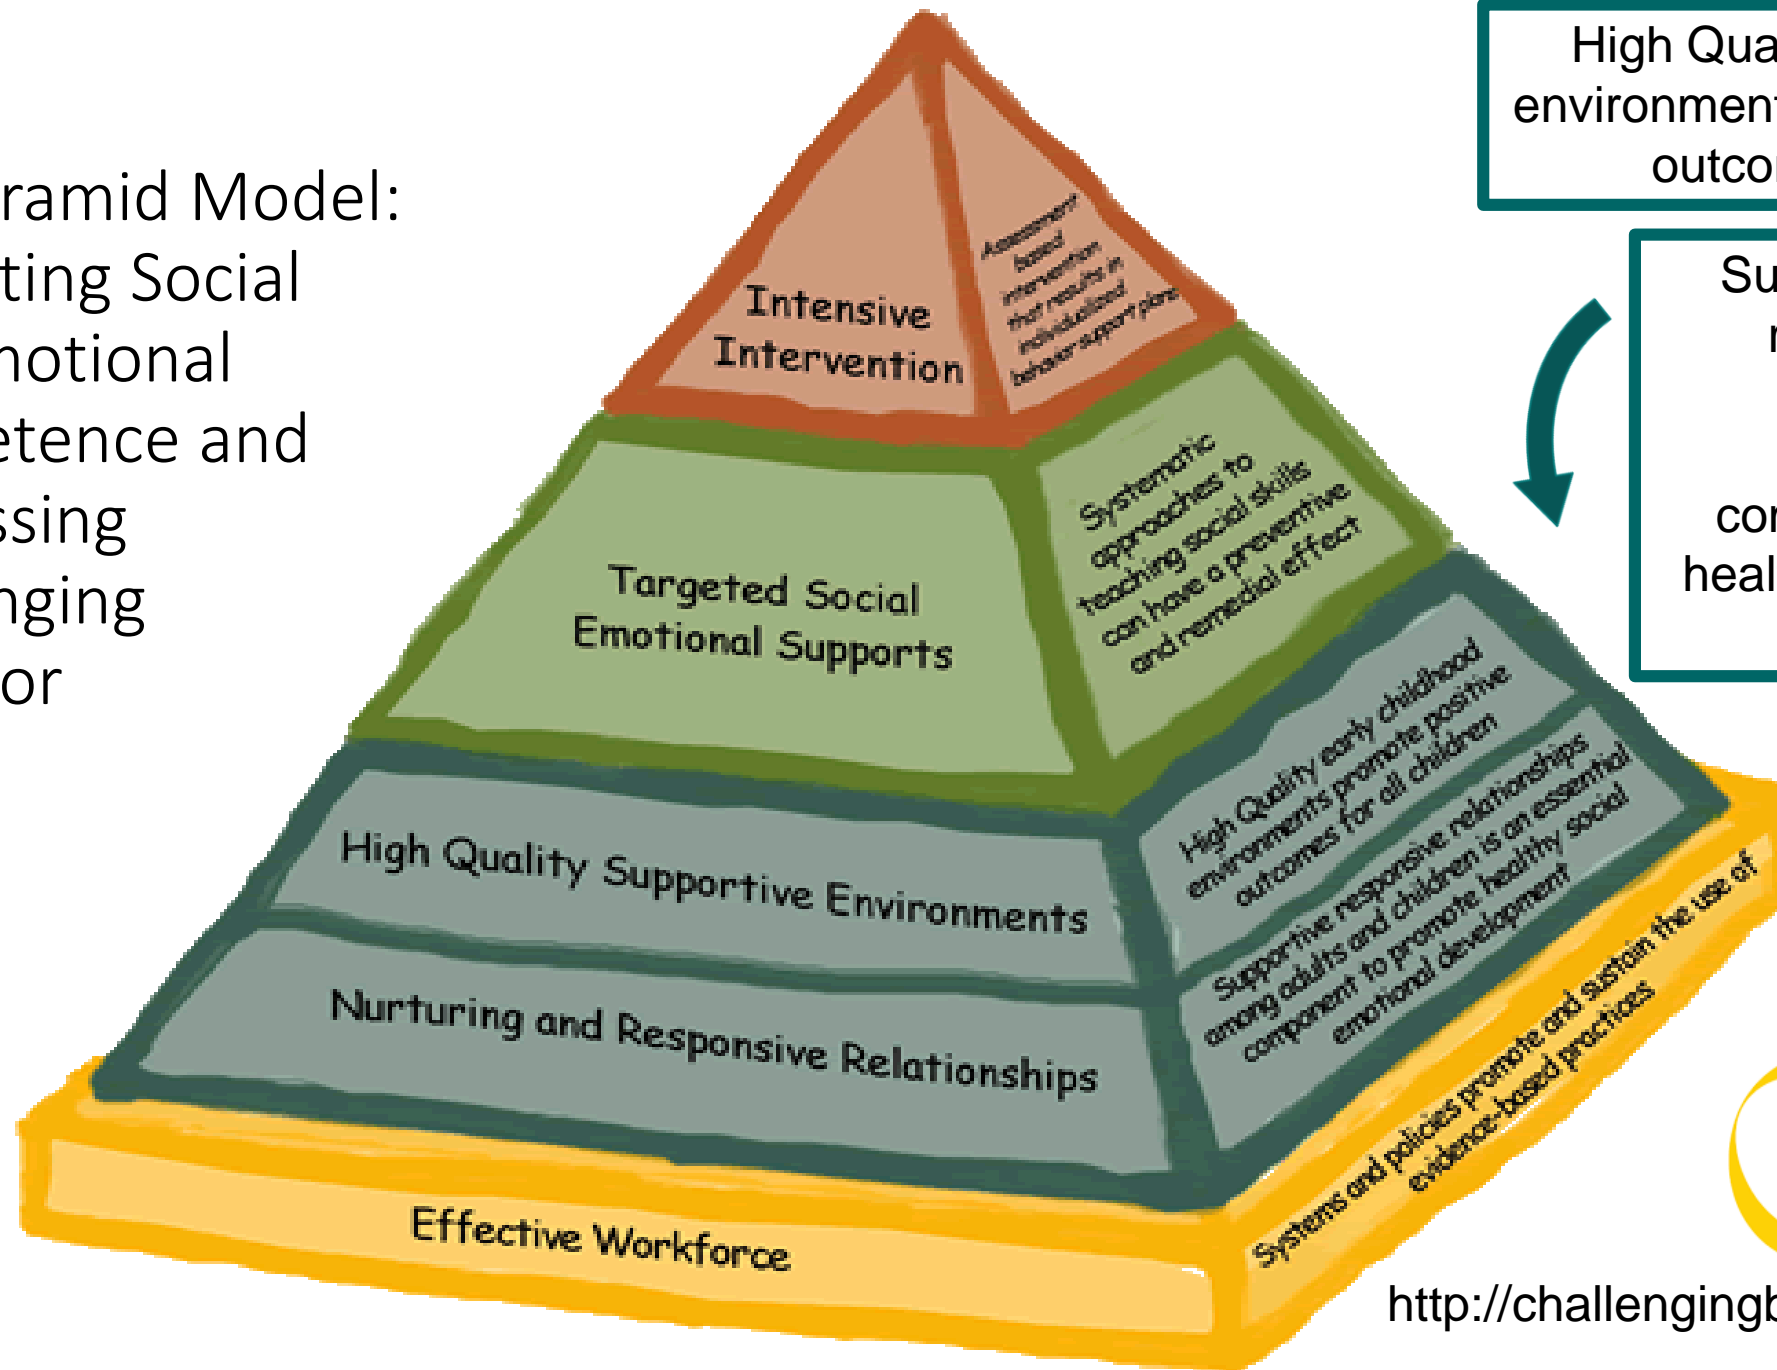 ramid Model:
ting Social
notional
etence and
ssing
nging
or
Intensive
Intervention
Assessment
based
intervention
that results in
individualized
behavior support plans
Targeted Social
Emotional Supports
Systematic
approaches to
teaching social skills
can have a preventive
and remedial effect
High Quality Supportive Environments
High Quality early childhood
environments promote positive
outcomes for all children
Nurturing and Responsive Relationships
Supportive responsive relationships
among adults and children is an essential
component to promote healthy social
emotional development
Effective Workforce
Systems and policies promote and sustain the use of
evidence-based practices
High Qua
environment
outco
Su
r
cor
heal
http://challengingb